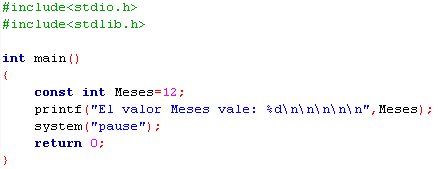 #include<stdio.h>
#include<stdlib.h>
int main()
{
const int Meses=12;
printf("El valor Meses vale: %d\n\n\n\n\n",Meses);
system("pause");
return 0;
}